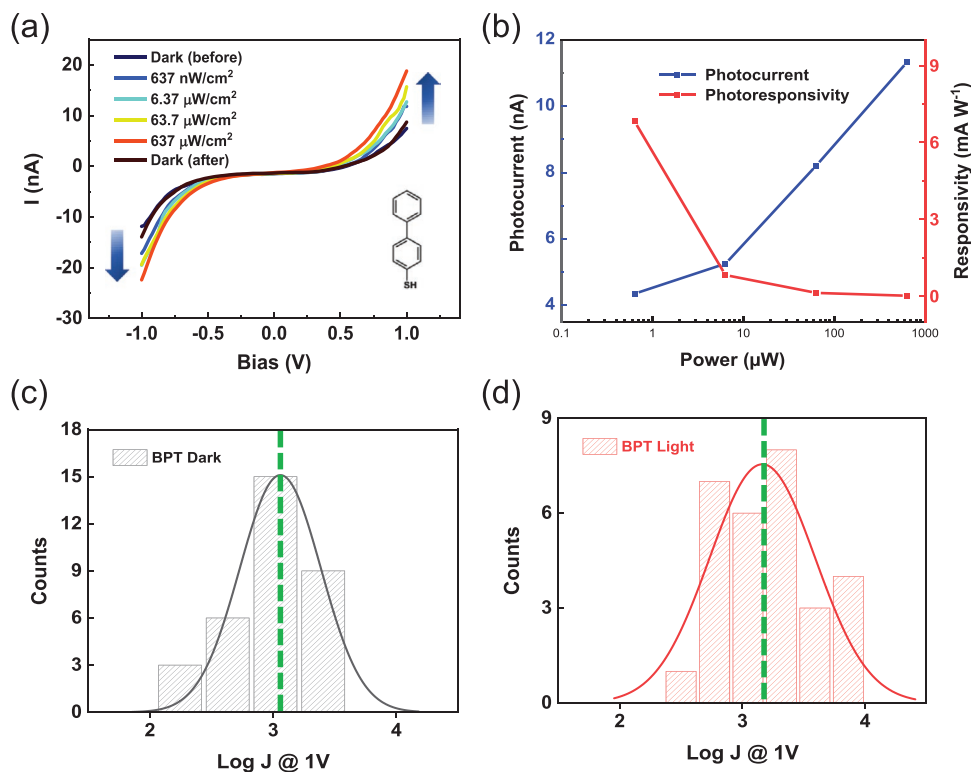 (a)
Dark (before)
637 nW/cm²
6.37 μW/cm²
63.7 μW/cm²
637 μW/cm²
Dark (after)
I (nA)
20
10
0
-10
-20
-30
-1.0
-0.5
0.0
0.5
1.0
Bias (V)
SH
(b)
Photocurrent
Photoresponsivity
Photocurrent (nA)
12
10
8
6
4
Responsivity (mA W⁻¹)
9
6
3
0
0.1
1
10
100
1000
Power (μW)
(c)
BPT Dark
Counts
18
15
12
9
6
3
0
2
3
4
Log J @ 1V
(d)
BPT Light
Counts
9
6
3
0
2
3
4
Log J @ 1V